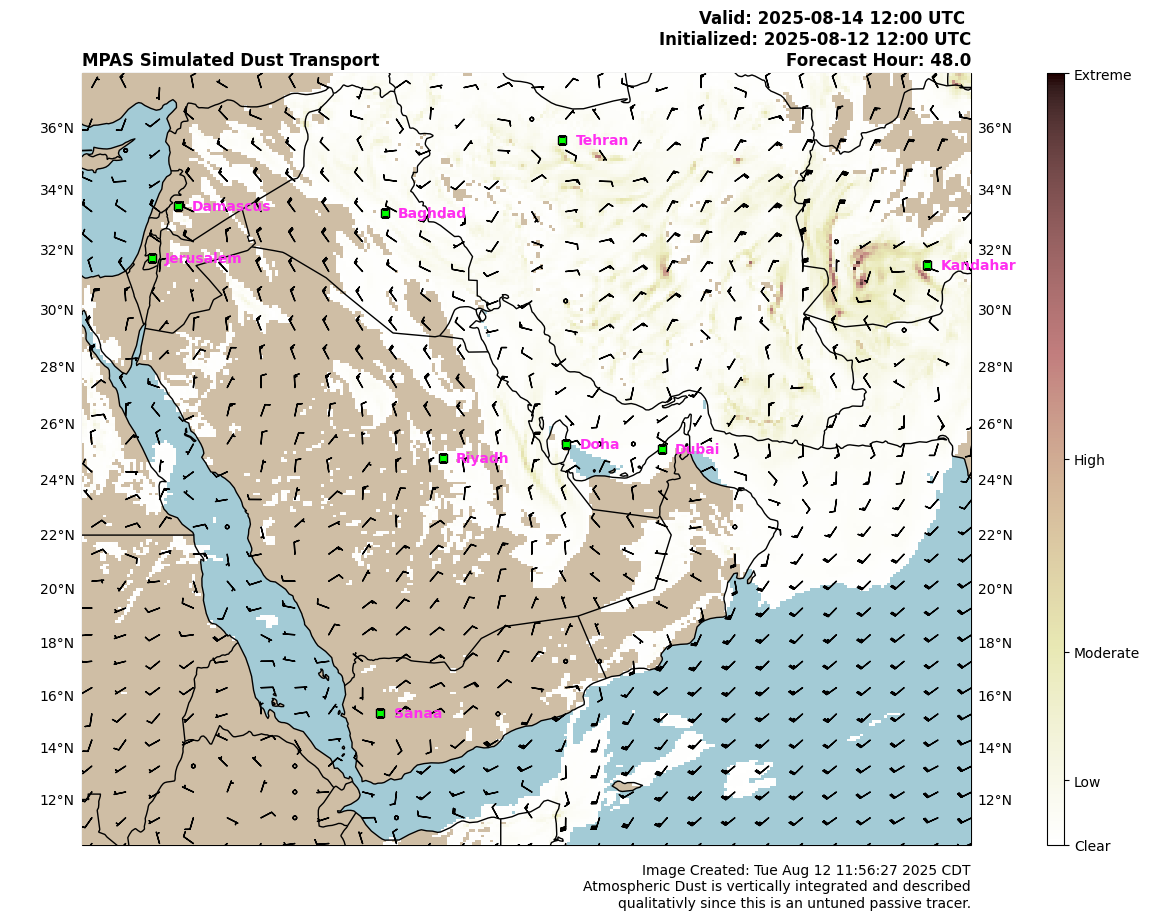 Valid: 2025-08-14 12:00 UTC
Initialized: 2025-08-12 12:00 UTC
MPAS Simulated Dust Transport
Forecast Hour: 48.0
Extreme
High
Moderate
Low
Clear
36°N
34°N
32°N
30°N
28°N
26°N
24°N
22°N
20°N
18°N
16°N
14°N
12°N
36°N
34°N
32°N
30°N
28°N
26°N
24°N
22°N
20°N
18°N
16°N
14°N
12°N
Tehran
Damascus
Baghdad
Jerusalem
Kandahar
Doha
Dubai
Riyadh
Sanaa
Image Created: Tue Aug 12 11:56:27 2025 CDT
Atmospheric Dust is vertically integrated and described
qualitativly since this is an untuned passive tracer.